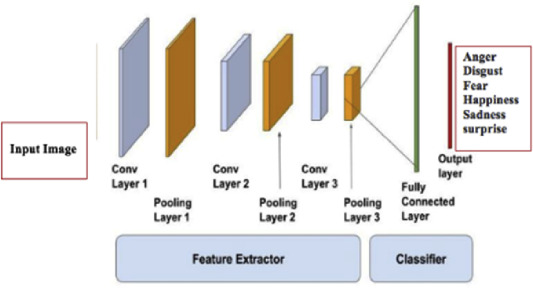 Input Image
Conv
Layer 1
Pooling
Layer 1
Conv
Layer 2
Pooling
Layer 2
Conv
Layer 3
Pooling
Layer 3
Fully
Connected
Layer
Output
layer
Anger
Disgust
Fear
Happiness
Sadness
surprise
Feature Extractor
Classifier